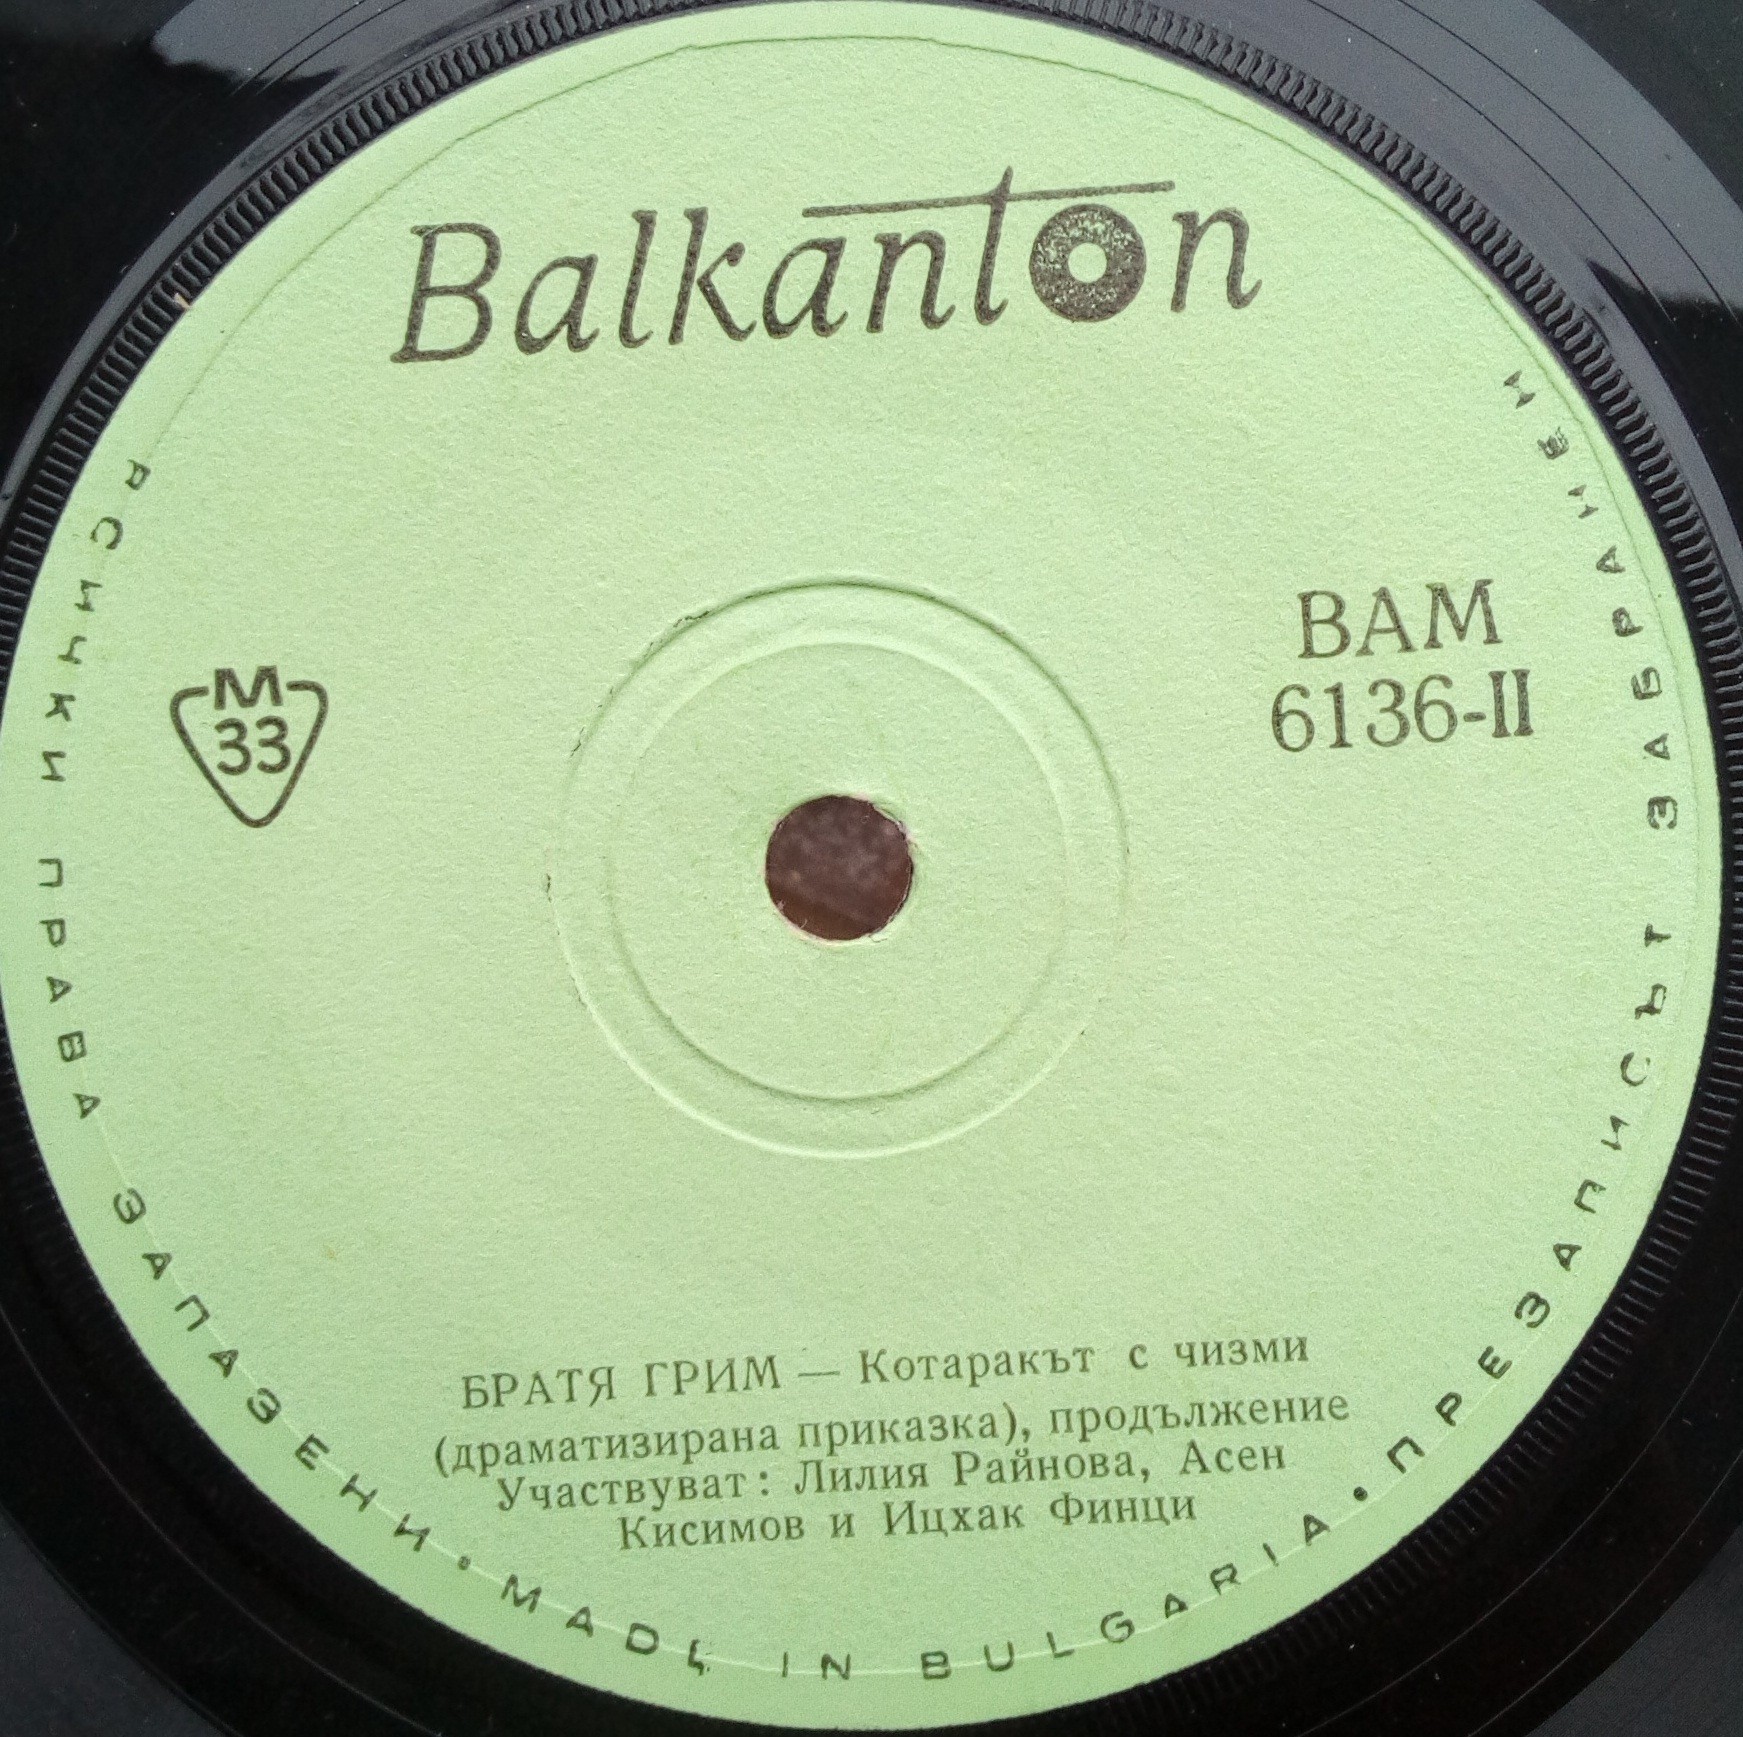 Balkanton
М
33
ВАМ
6136-II
БРАТЯ ГРИМ — Котаракът с чизми
(драматизирана приказка), продължение
Участвуват: Лилия Райнова, Асен
Кисимов и Ицхак Финци
ВСИЧКИ ПРАВА ЗАПАЗЕНИ • MADE IN BULGARIA • ПРЕЗАПИСЪТ ЗАБРАНЕН